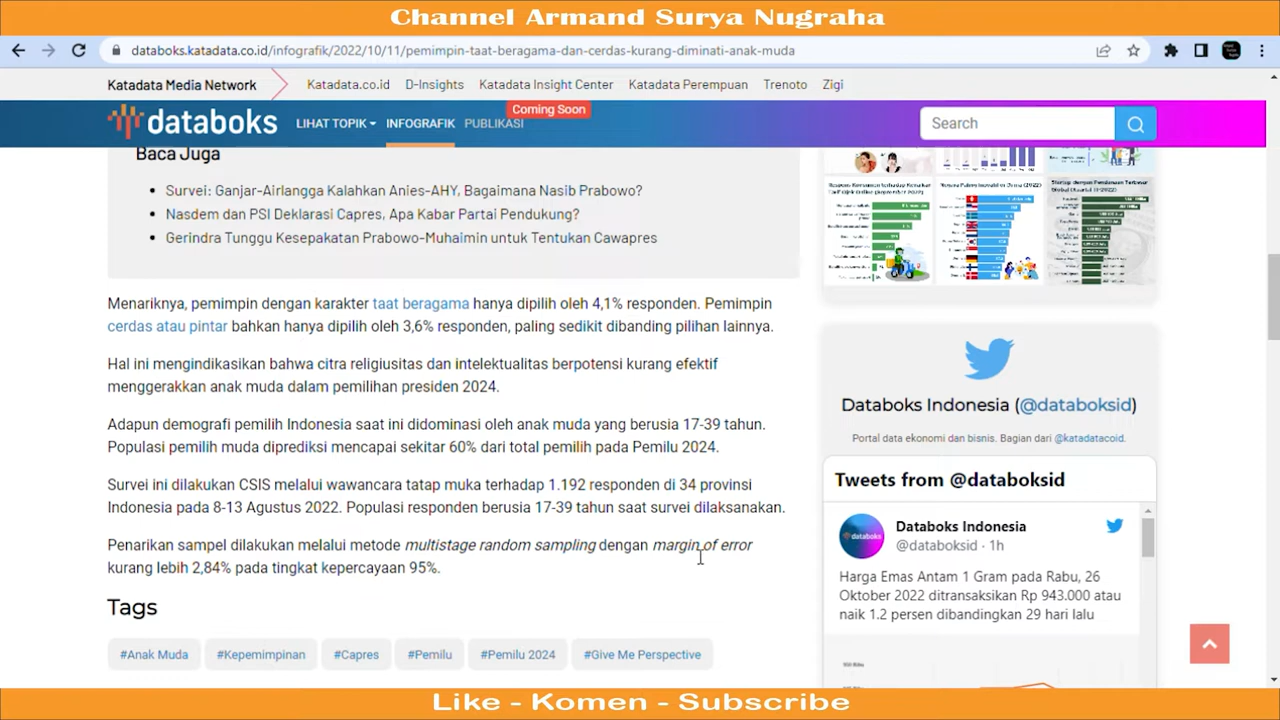 Channel Armand Surya Nugraha
databoks.katadata.co.id/infografik/2022/10/11/pemimpin-taat-beragama-dan-cerdas-kurang-diminati-anak-muda
Katadata Media Network
Katadata.co.id D-Insights Katadata Insight Center Katadata Perempuan Trenoto Zigi
Coming Soon
databoks LIHAT TOPIK INFOGRAFIK PUBLIKASI
Search
Baca Juga
Survei: Ganjar-Airlangga Kalahkan Anies-AHY, Bagaimana Nasib Prabowo?
Nasdem dan PSI Deklarasi Capres, Apa Kabar Partai Pendukung?
Gerindra Tunggu Kesepakatan Prabowo-Muhaimin untuk Tentukan Cawapres
Menariknya, pemimpin dengan karakter taat beragama hanya dipilih oleh 4,1% responden. Pemimpin
cerdas atau pintar bahkan hanya dipilih oleh 3,6% responden, paling sedikit dibanding pilihan lainnya.
Hal ini mengindikasikan bahwa citra religiusitas dan intelektualitas berpotensi kurang efektif
menggerakkan anak muda dalam pemilihan presiden 2024.
Adapun demografi pemilih Indonesia saat ini didominasi oleh anak muda yang berusia 17-39 tahun.
Populasi pemilih muda diprediksi mencapai sekitar 60% dari total pemilih pada Pemilu 2024.
Survei ini dilakukan CSIS melalui wawancara tatap muka terhadap 1.192 responden di 34 provinsi
Indonesia pada 8-13 Agustus 2022. Populasi responden berusia 17-39 tahun saat survei dilaksanakan.
Penarikan sampel dilakukan melalui metode multistage random sampling dengan margin of error
kurang lebih 2,84% pada tingkat kepercayaan 95%.
Tags
#Anak Muda #Kepemimpinan #Capres #Pemilu #Pemilu 2024 #Give Me Perspective
Databoks Indonesia (@databoksid)
Portal data ekonomi dan bisnis. Bagian dari @katadatacoid.
Tweets from @databoksid
databoks
Databoks Indonesia
@databoksid · 1h
Harga Emas Antam 1 Gram pada Rabu, 26
Oktober 2022 ditransaksikan Rp 943.000 atau
naik 1.2 persen dibandingkan 29 hari lalu
Like - Komen - Subscribe